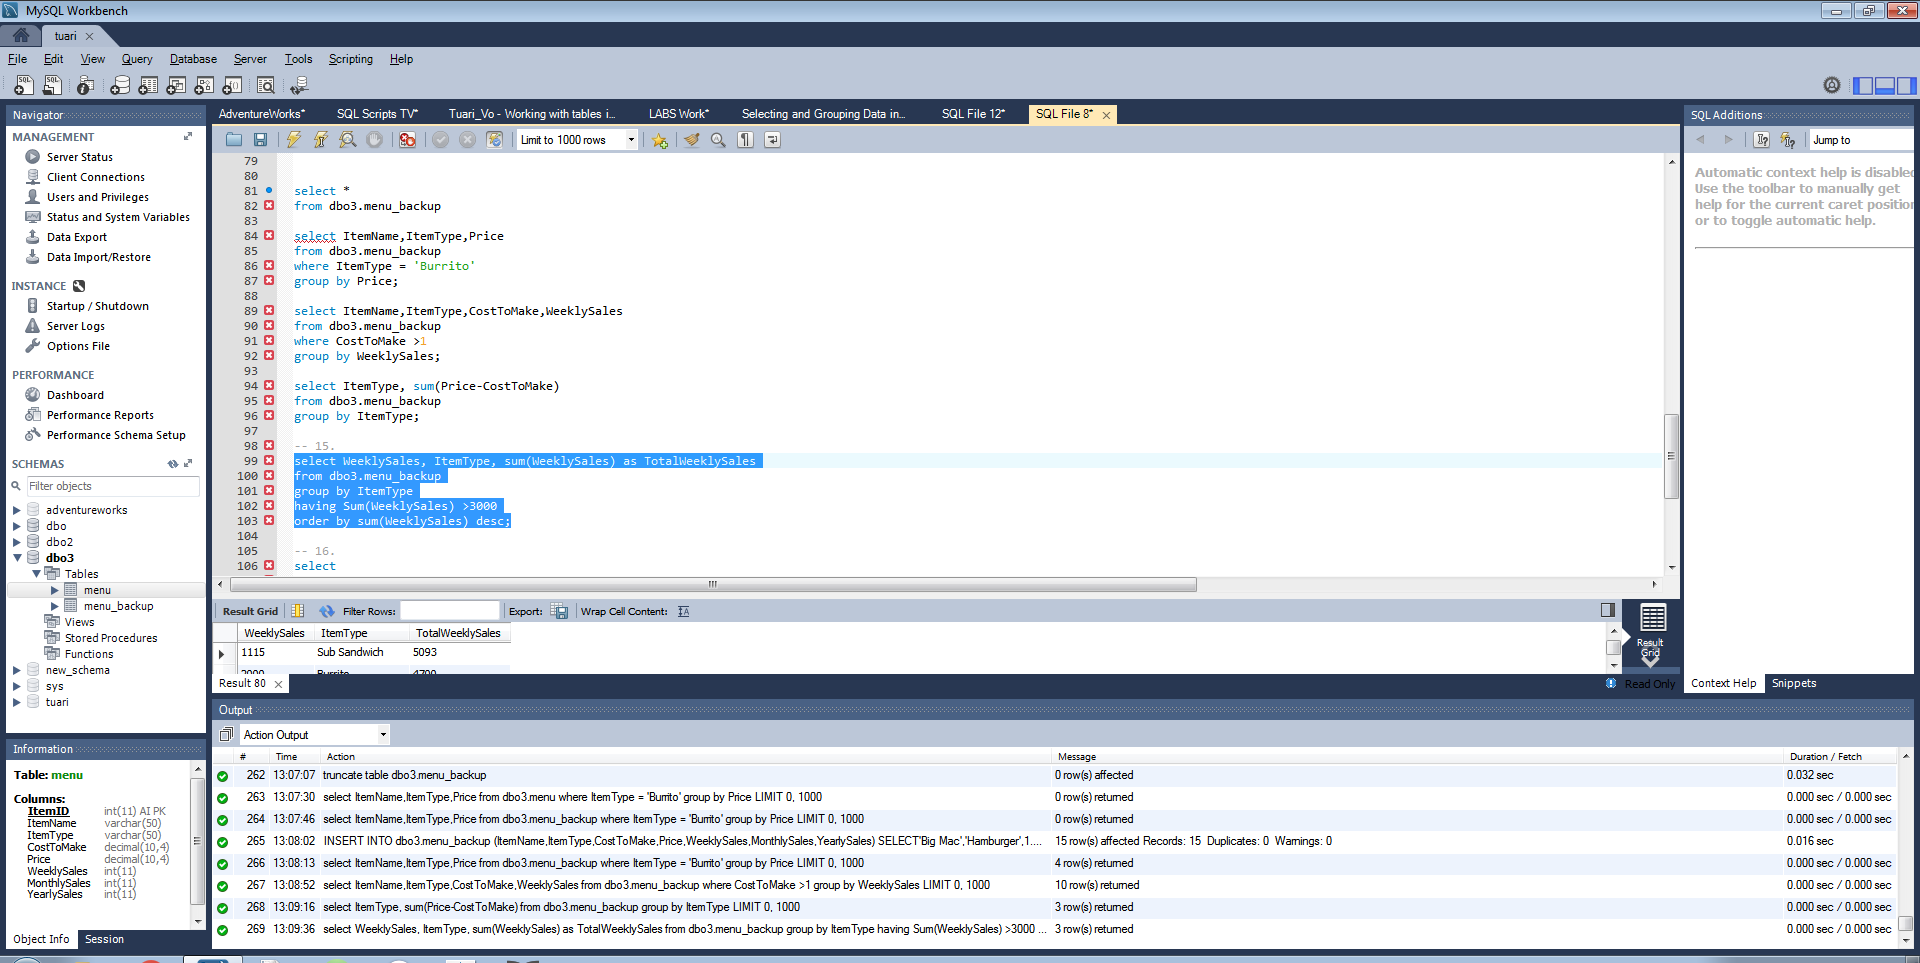 MySQL Workbench
tuari
File Edit View Query Database Server Tools Scripting Help
Navigator
MANAGEMENT
Server Status
Client Connections
Users and Privileges
Status and System Variables
Data Export
Data Import/Restore
INSTANCE
Startup / Shutdown
Server Logs
Options File
PERFORMANCE
Dashboard
Performance Reports
Performance Schema Setup
SCHEMAS
Filter objects
adventureworks
dbo
dbo2
dbo3
Tables
menu
menu_backup
Views
Stored Procedures
Functions
new_schema
sys
tuari
Information
Table: menu
Columns:
ItemID int(11) AI PK
ItemName varchar(50)
ItemType varchar(50)
CostToMake decimal(10,4)
Price decimal(10,4)
WeeklySales int(11)
MonthlySales int(11)
YearlySales int(11)
Object Info Session
AdventureWorks* SQL Scripts TV* Tuari_Vo - Working with tables i... LABS Work* Selecting and Grouping Data in... SQL File 12* SQL File 8*
Limit to 1000 rows
79
80
81 select *
82 from dbo3.menu_backup
83
84 select ItemName,ItemType,Price
85 from dbo3.menu_backup
86 where ItemType = 'Burrito'
87 group by Price;
88
89 select ItemName,ItemType,CostToMake,WeeklySales
90 from dbo3.menu_backup
91 where CostToMake >1
92 group by WeeklySales;
93
94 select ItemType, sum(Price-CostToMake)
95 from dbo3.menu_backup
96 group by ItemType;
97
98 -- 15.
99 select WeeklySales, ItemType, sum(WeeklySales) as TotalWeeklySales
100 from dbo3.menu_backup
101 group by ItemType
102 having Sum(WeeklySales) >3000
103 order by sum(WeeklySales) desc;
104
105 -- 16.
106 select
Result Grid Filter Rows: Export: Wrap Cell Content:
WeeklySales ItemType TotalWeeklySales
1115 Sub Sandwich 5093
Result Grid
Result 80
Read Only
SQL Additions
Jump to
Automatic context help is disabled
Use the toolbar to manually get
help for the current caret position
or to toggle automatic help.
Context Help Snippets
Output
Action Output
# Time Action Message Duration / Fetch
262 13:07:07 truncate table dbo3.menu_backup 0 row(s) affected 0.032 sec
263 13:07:30 select ItemName,ItemType,Price from dbo3.menu where ItemType = 'Burrito' group by Price LIMIT 0, 1000 0 row(s) returned 0.000 sec / 0.000 sec
264 13:07:46 select ItemName,ItemType,Price from dbo3.menu_backup where ItemType = 'Burrito' group by Price LIMIT 0, 1000 0 row(s) returned 0.000 sec / 0.000 sec
265 13:08:02 INSERT INTO dbo3.menu_backup (ItemName,ItemType,CostToMake,Price,WeeklySales,MonthlySales,YearlySales) SELECT'Big Mac','Hamburger',1.... 15 row(s) affected Records: 15 Duplicates: 0 Warnings: 0 0.016 sec
266 13:08:13 select ItemName,ItemType,Price from dbo3.menu_backup where ItemType = 'Burrito' group by Price LIMIT 0, 1000 4 row(s) returned 0.000 sec / 0.000 sec
267 13:08:52 select ItemName,ItemType,CostToMake,WeeklySales from dbo3.menu_backup where CostToMake >1 group by WeeklySales LIMIT 0, 1000 10 row(s) returned 0.000 sec / 0.000 sec
268 13:09:16 select ItemType, sum(Price-CostToMake) from dbo3.menu_backup group by ItemType LIMIT 0, 1000 3 row(s) returned 0.000 sec / 0.000 sec
269 13:09:36 select WeeklySales, ItemType, sum(WeeklySales) as TotalWeeklySales from dbo3.menu_backup group by ItemType having Sum(WeeklySales) >3000 ... 3 row(s) returned 0.000 sec / 0.000 sec